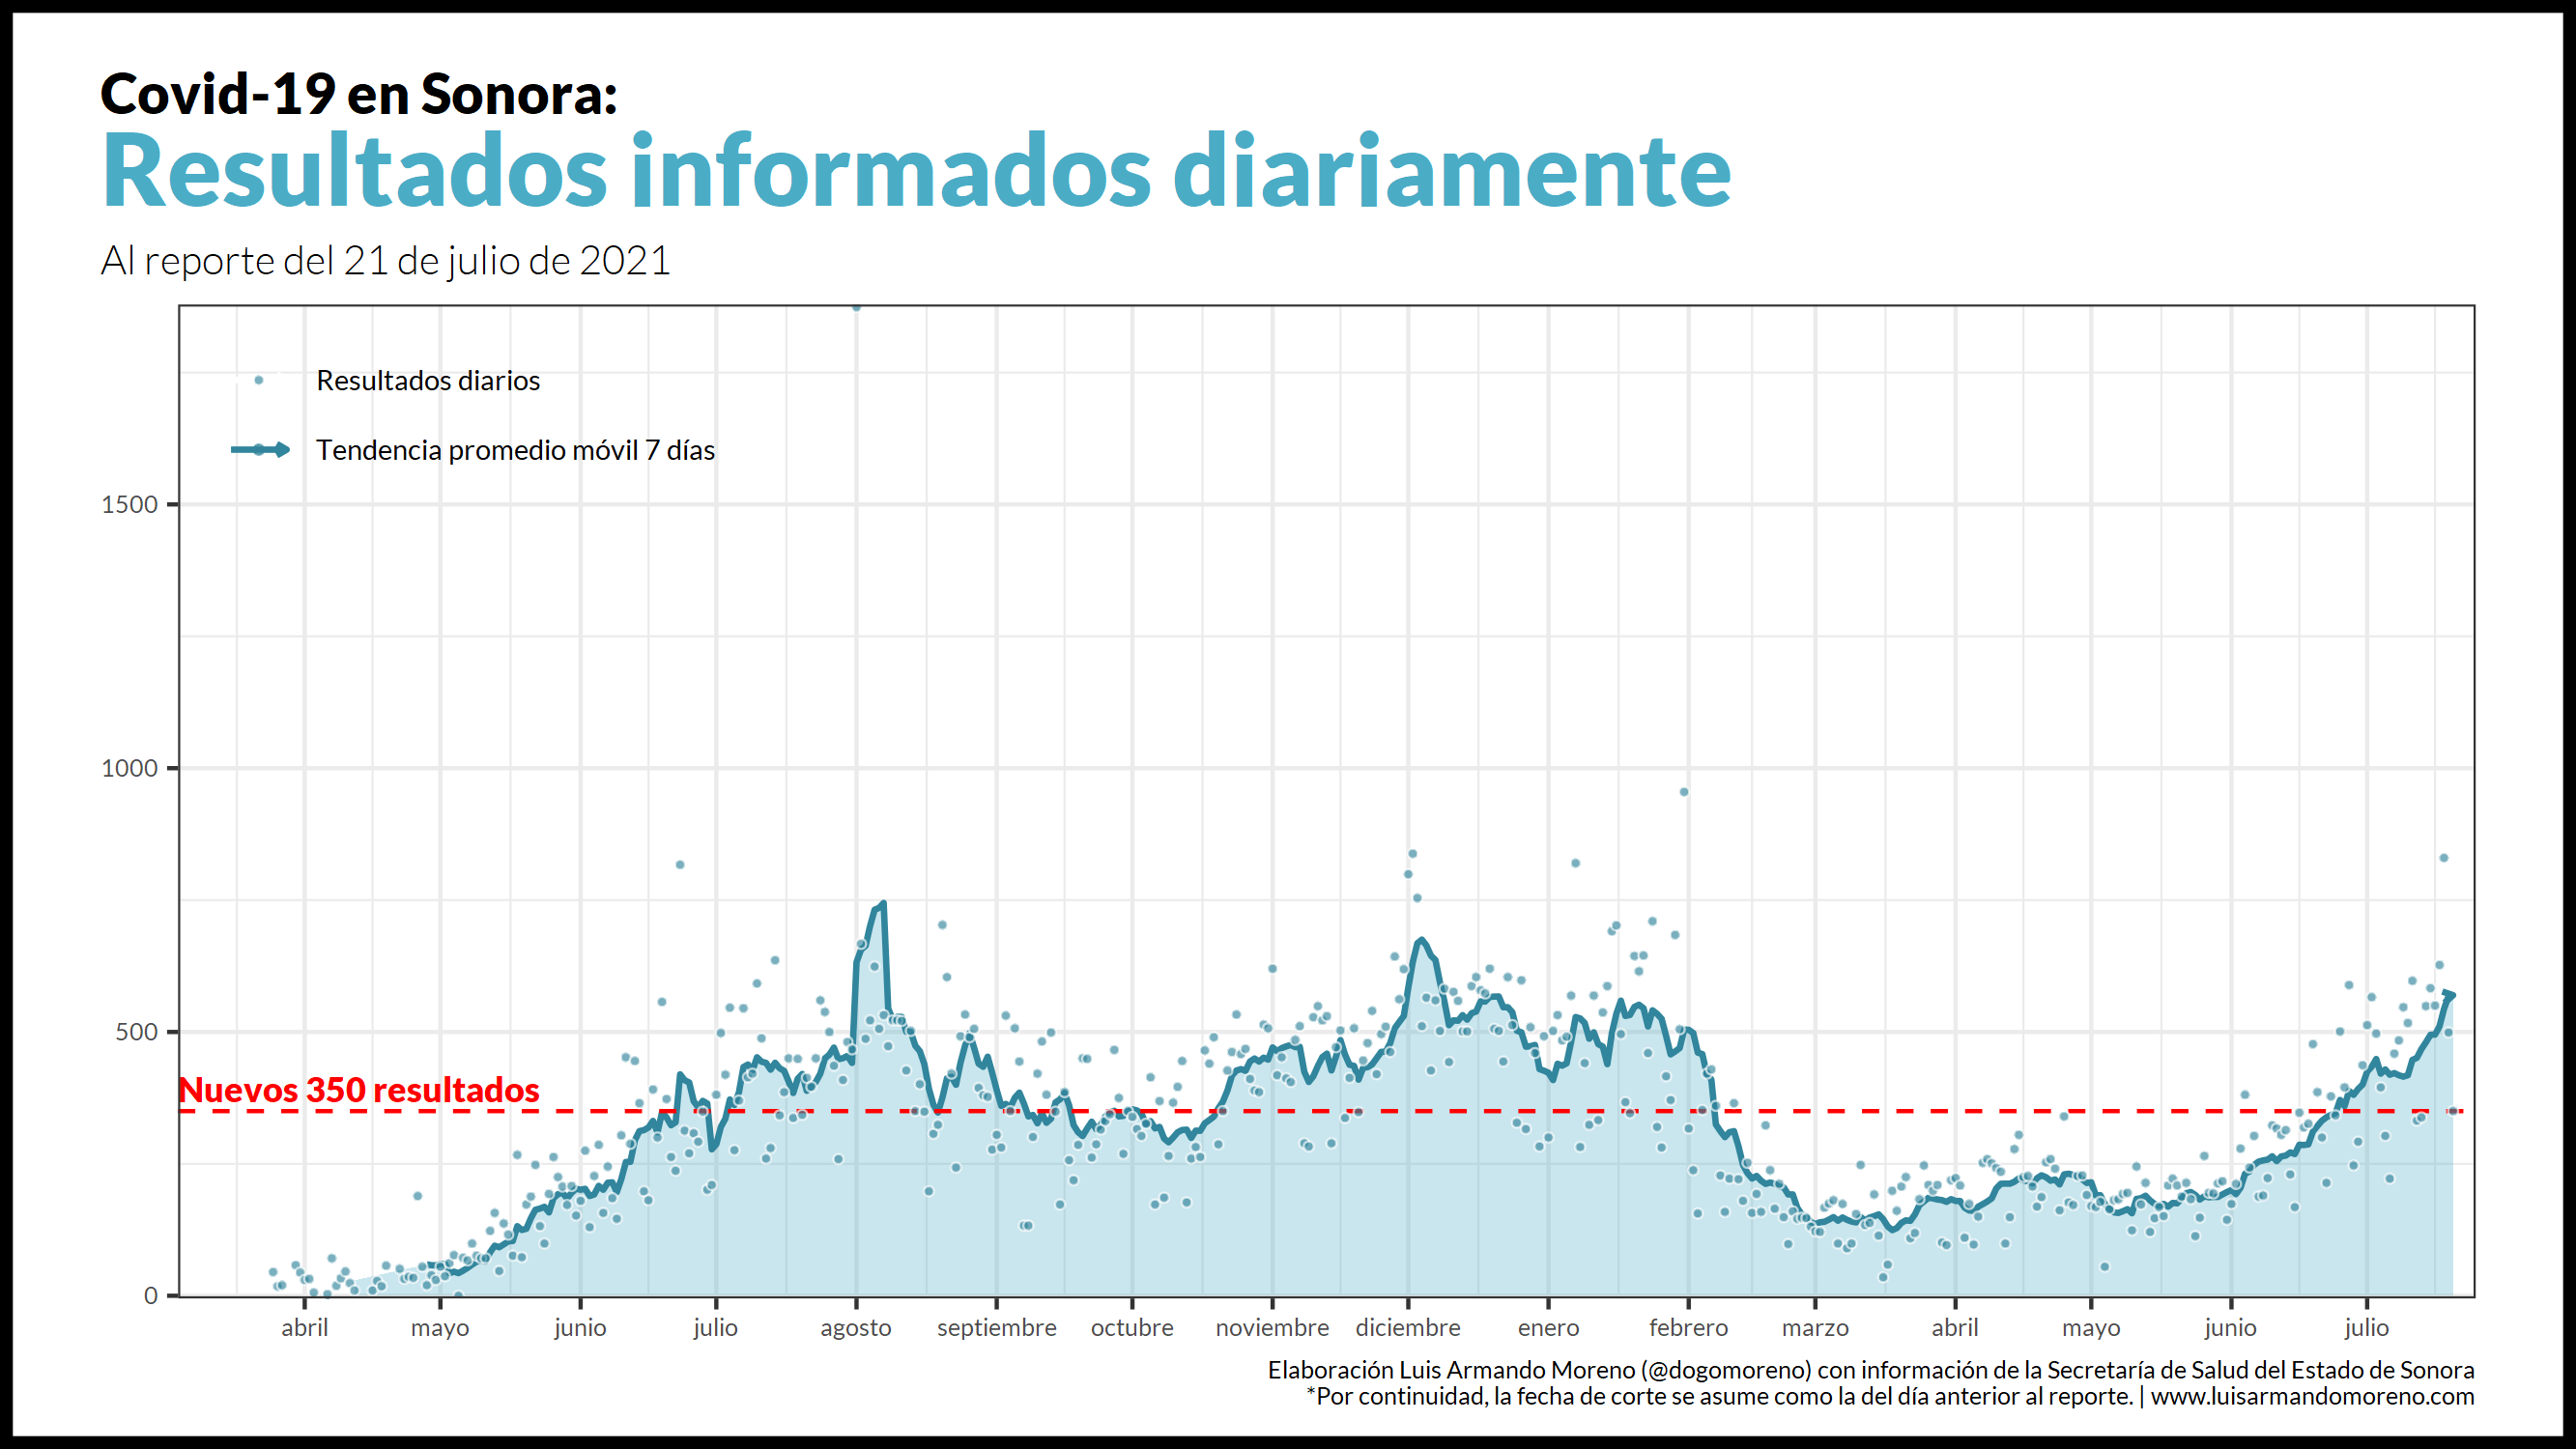 Covid-19 en Sonora:
Resultados informados diariamente
Al reporte del 21 de julio de 2021
Resultados diarios
Tendencia promedio móvil 7 días
1500
1000
500
Nuevos 350 resultados
0
abril mayo junio julio agosto septiembre octubre noviembre diciembre enero febrero marzo abril mayo junio julio
Elaboración Luis Armando Moreno (@dogomoreno) con información de la Secretaría de Salud del Estado de Sonora
*Por continuidad, la fecha de corte se asume como la del día anterior al reporte. | www.luisarmandomoreno.com